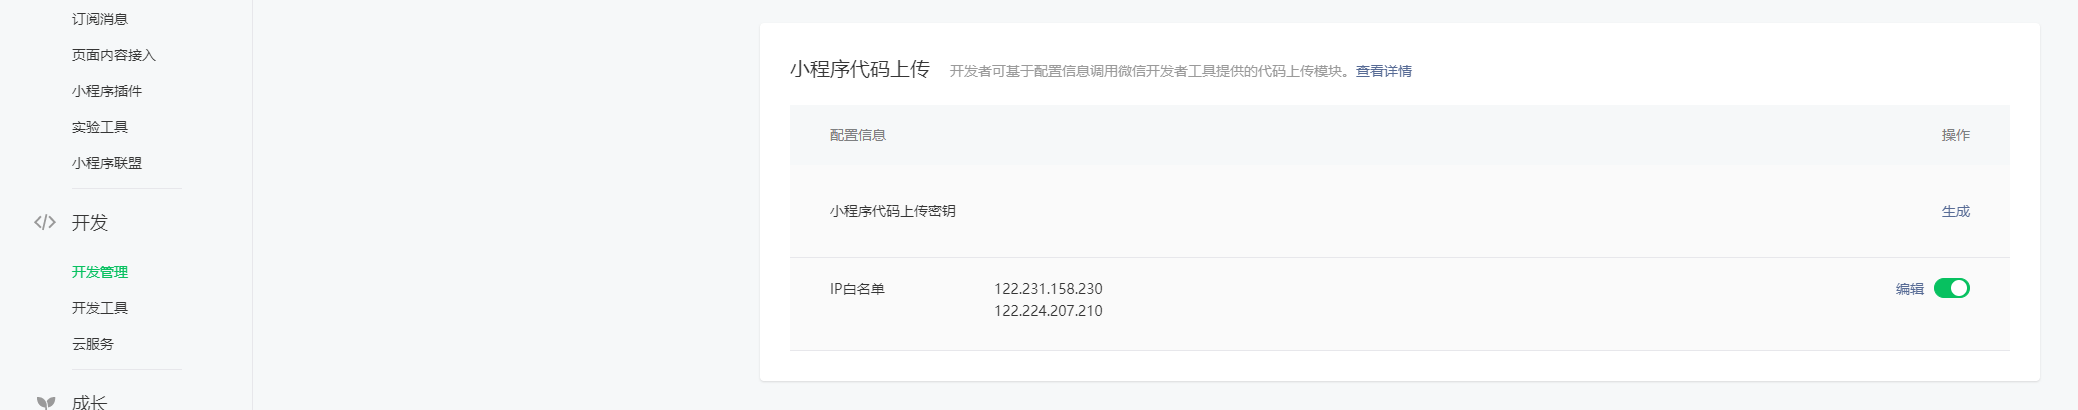 订阅消息
页面内容接入
小程序插件
实验工具
小程序联盟
开发
开发管理
开发工具
云服务
成长
小程序代码上传 开发者可基于配置信息调用微信开发者工具提供的代码上传模块。查看详情
配置信息 操作
小程序代码上传密钥 生成
IP白名单 122.231.158.230 编辑
122.224.207.210